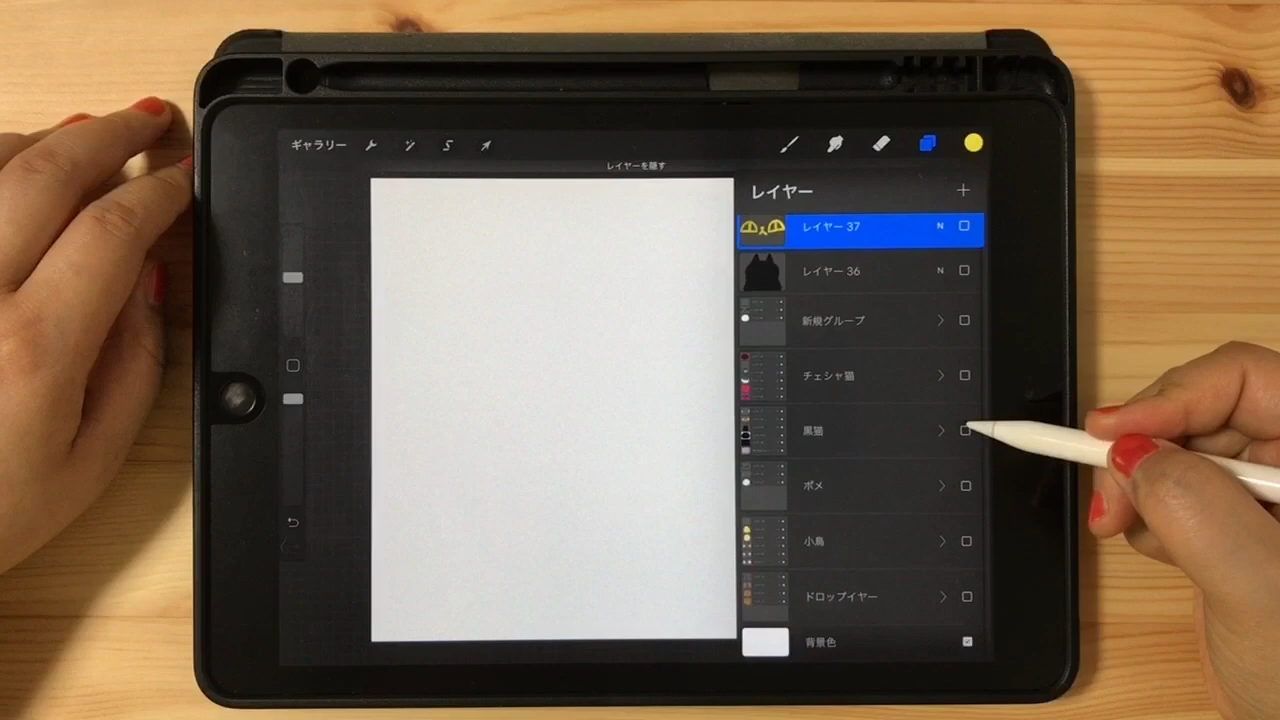 ギャラリー
レイヤーを隠す
レイヤー
レイヤー 37 N
レイヤー 36 N
新規グループ
チェシャ猫
黒猫
ポメ
小鳥
ドロップイヤー
背景色